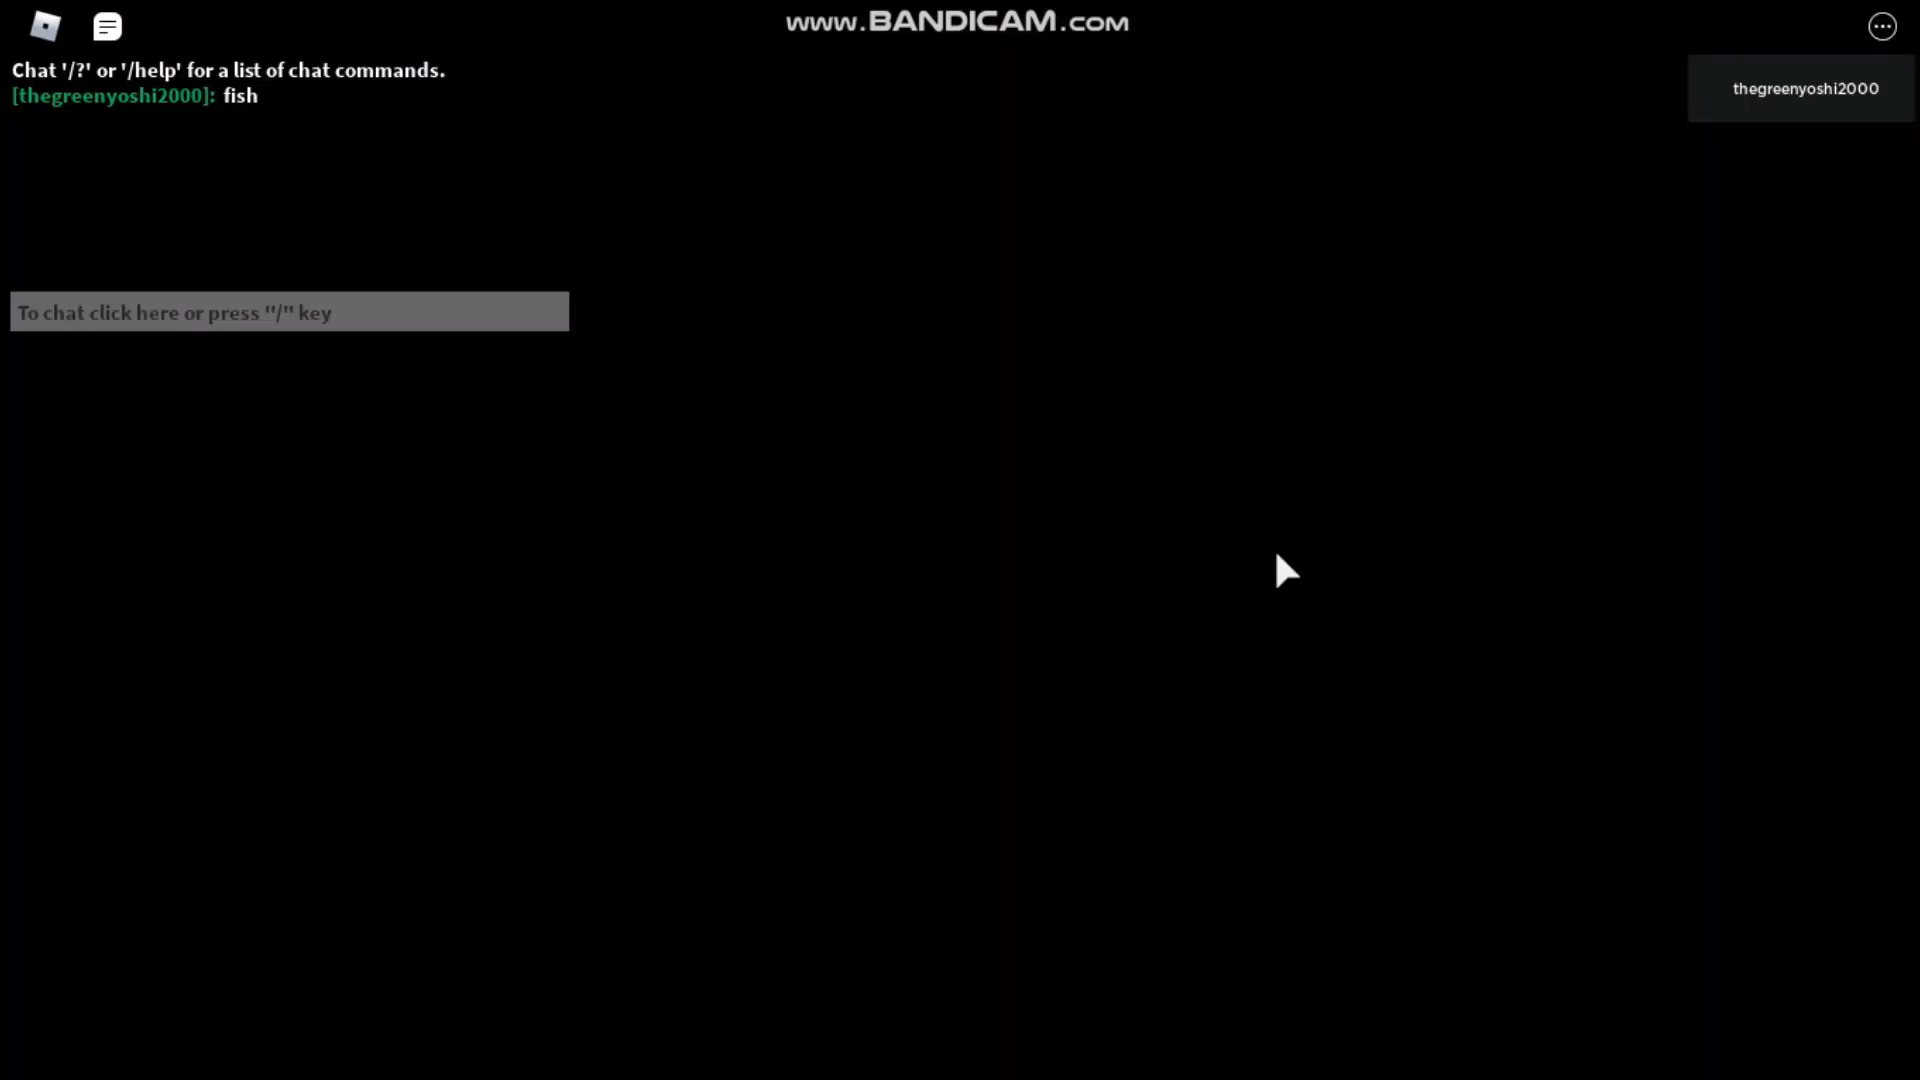 www.BANDICAM.COM
Chat '/?' or '/help' for a list of chat commands.
[thegreenyoshi2000]: fish
thegreenyoshi2000
To chat click here or press "/" key